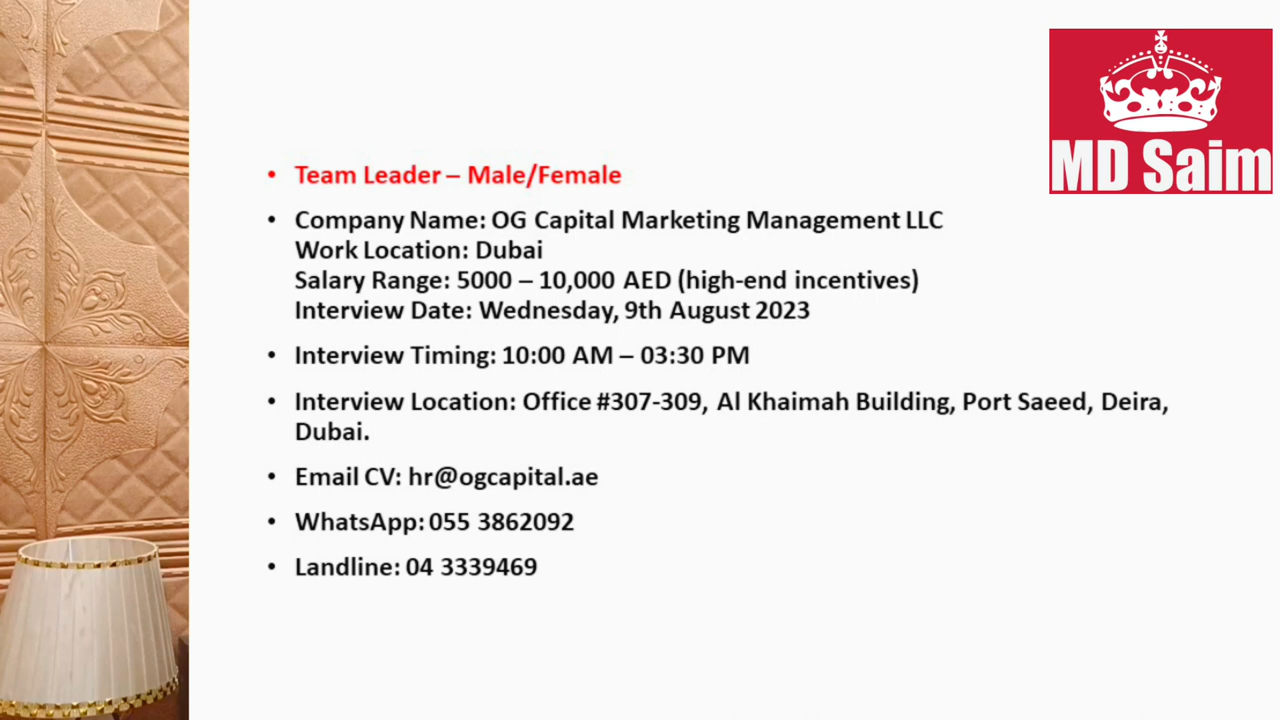 MD Saim
• Team Leader – Male/Female
• Company Name: OG Capital Marketing Management LLC
Work Location: Dubai
Salary Range: 5000 – 10,000 AED (high-end incentives)
Interview Date: Wednesday, 9th August 2023
• Interview Timing: 10:00 AM – 03:30 PM
• Interview Location: Office #307-309, Al Khaimah Building, Port Saeed, Deira,
Dubai.
• Email CV: hr@ogcapital.ae
• WhatsApp: 055 3862092
• Landline: 04 3339469